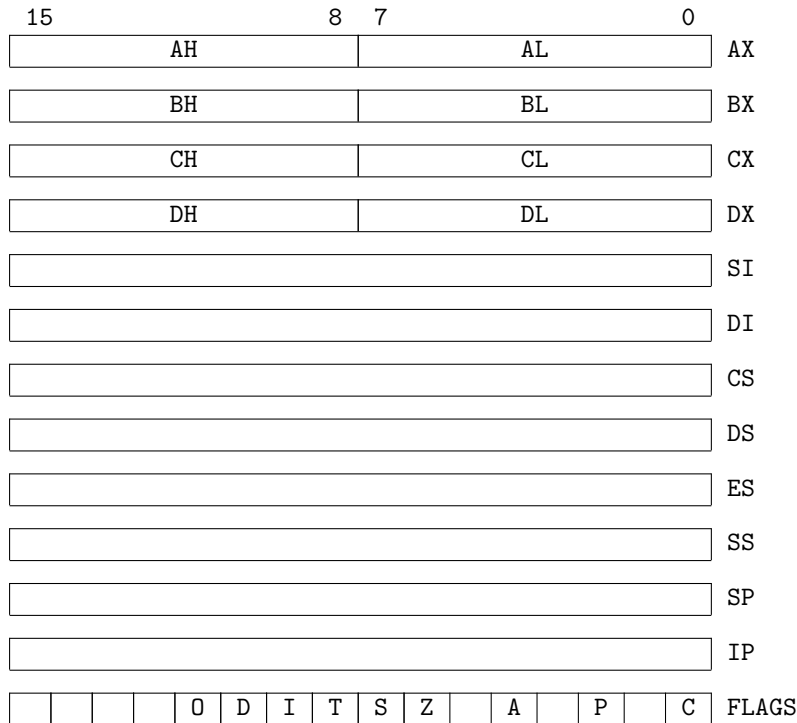 15 8 7 0
AH AL AX
BH BL BX
CH CL CX
DH DL DX
SI
DI
CS
DS
ES
SS
SP
IP
O D I T S Z A P C FLAGS